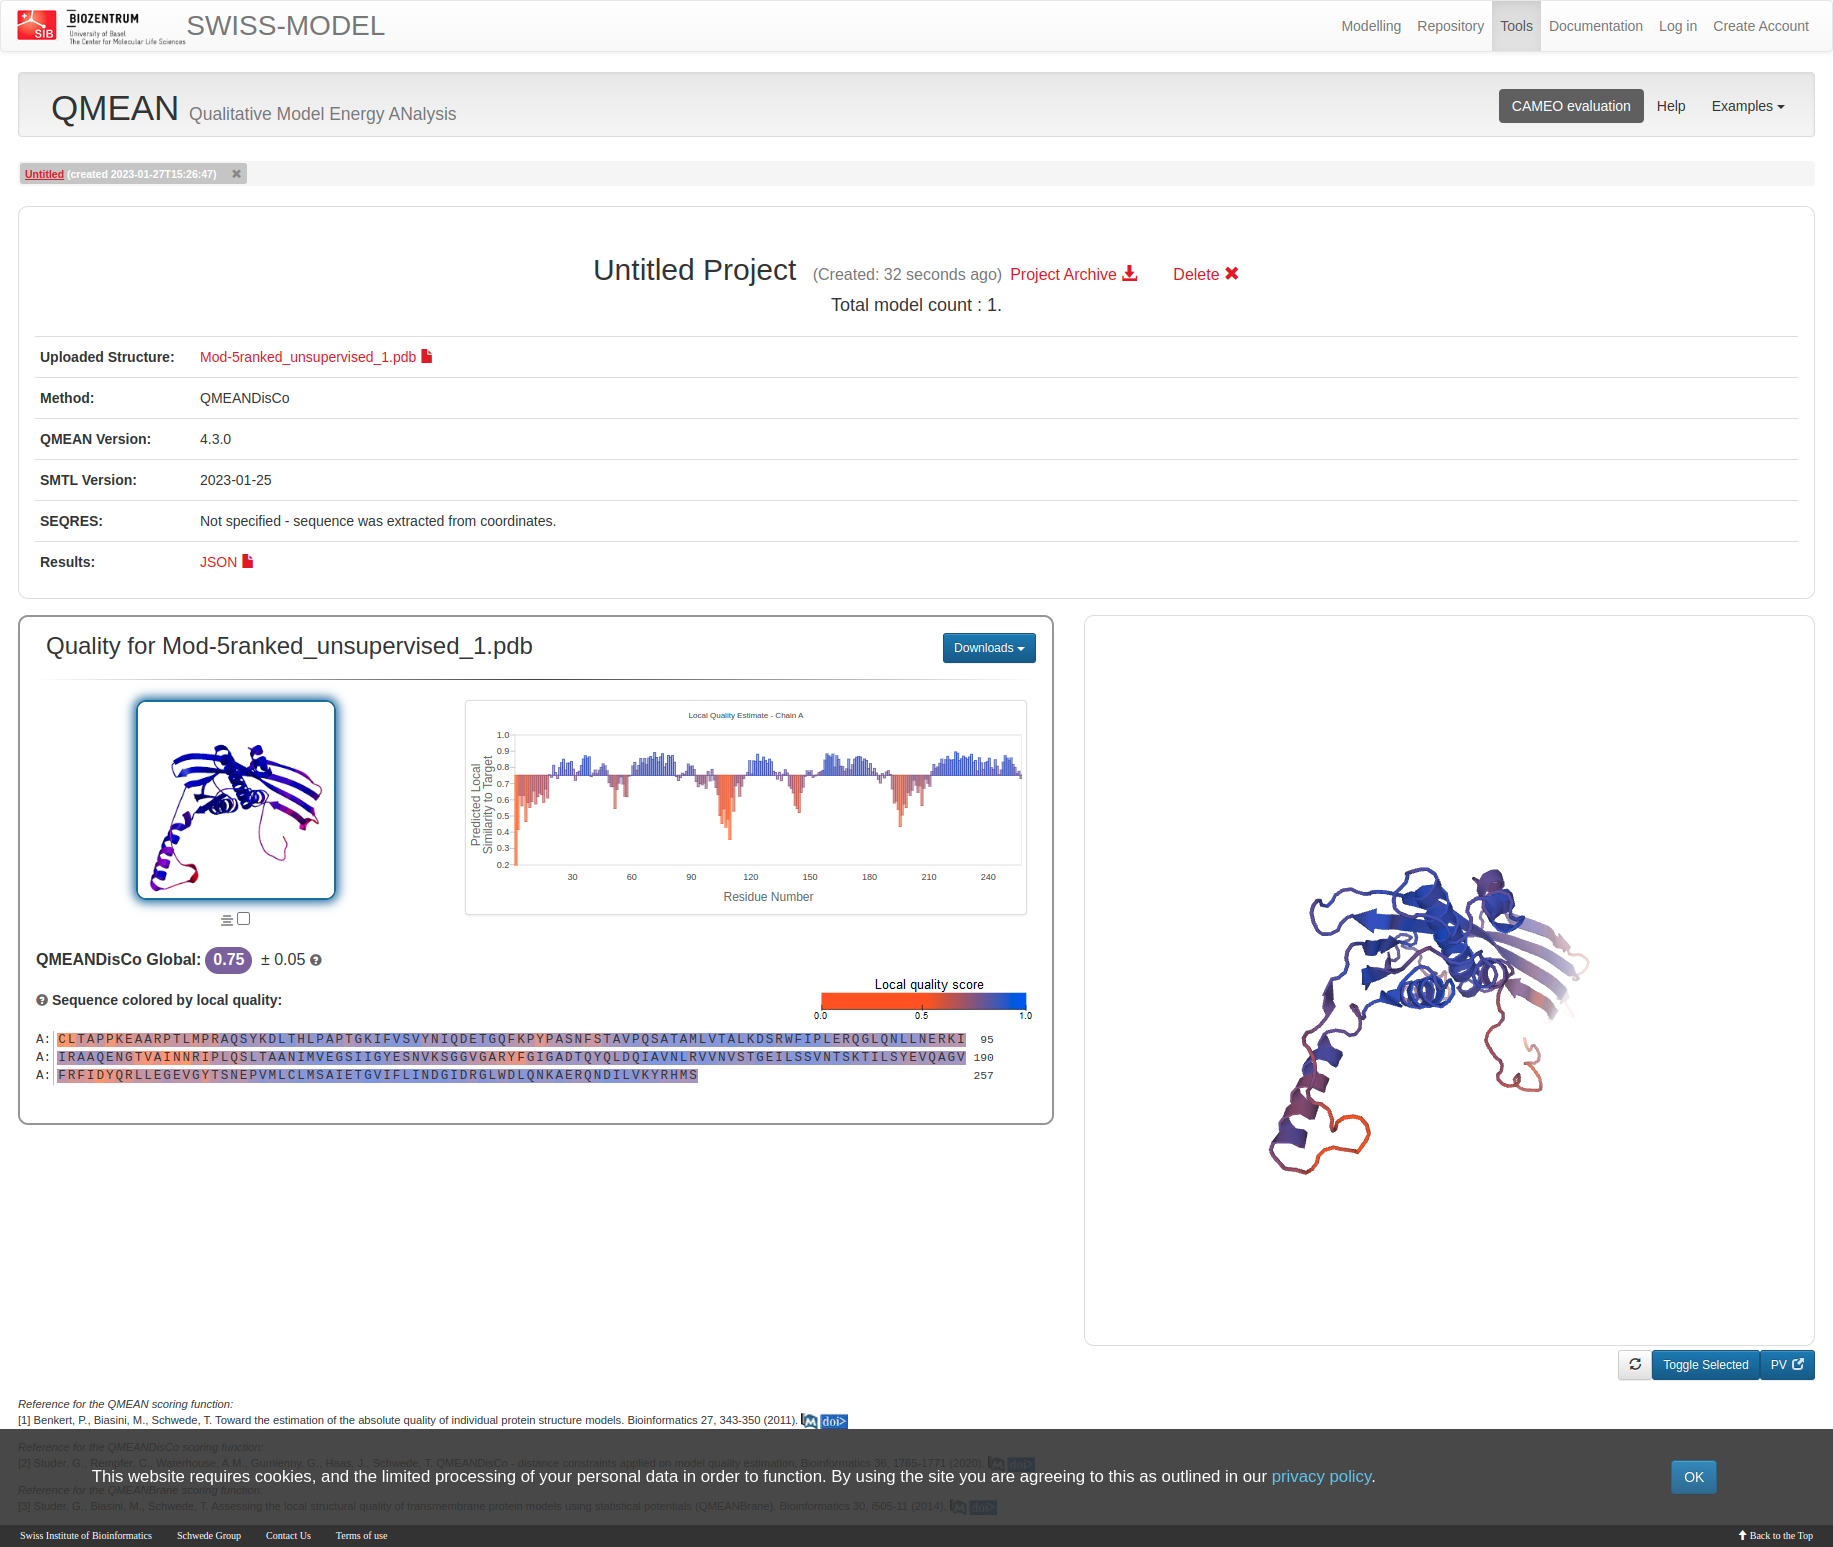 SIB
BIOZENTRUM
University of Basel
The Center for Molecular Life Sciences
SWISS-MODEL
Modelling Repository Tools Documentation Log in Create Account
QMEAN Qualitative Model Energy ANalysis
CAMEO evaluation Help Examples
Untitled (created 2023-01-27T15:26:47)
Untitled Project (Created: 32 seconds ago) Project Archive Delete
Total model count : 1.
Uploaded Structure: Mod-5ranked_unsupervised_1.pdb
Method: QMEANDisCo
QMEAN Version: 4.3.0
SMTL Version: 2023-01-25
SEQRES: Not specified - sequence was extracted from coordinates.
Results: JSON
Quality for Mod-5ranked_unsupervised_1.pdb
Downloads
Local Quality Estimate - Chain A
Predicted Local
Similarity to Target
1.0
0.9
0.8
0.7
0.6
0.5
0.4
0.3
0.2
30 60 90 120 150 180 210 240
Residue Number
QMEANDisCo Global: 0.75 ± 0.05
Sequence colored by local quality:
Local quality score
0.0 0.5 1.0
A: CLTAPPKEAARPTLMPRAQSYKDLTHLPAPTGKIFVSVYNIQDETGQFKPYPASNFSTAVPQSATAMLVTALKDSRWFIPLERQGLQNLLNERKI 95
A: IRAAQENGTVAINNRIPLQSLTAANIMVEGSIIGYESNVKSGGVGARYFGIGADTQYQLDQIAVNLRVVNVSTGEILSSVNTSKTILSYEVQAGV 190
A: FRFIDYQRLLEGEVGYTSNEPVMLCLMSAIETGVIFLINDGIDRGLWDLQNKAERQNDILVKYRHMS 257
Toggle Selected PV
Reference for the QMEAN scoring function:
[1] Benkert, P., Biasini, M., Schwede, T. Toward the estimation of the absolute quality of individual protein structure models. Bioinformatics 27, 343-350 (2011). M doi>
Reference for the QMEANDisCo scoring function:
[2] Studer, G., Rempfer, C., Waterhouse, A.M., Gumienny, G., Haas, J., Schwede, T. QMEANDisCo - distance constraints applied on model quality estimation. Bioinformatics 36, 1765-1771 (2020). M doi>
This website requires cookies, and the limited processing of your personal data in order to function. By using the site you are agreeing to this as outlined in our privacy policy.
OK
Reference for the QMEANBrane scoring function:
[3] Studer, G., Biasini, M., Schwede, T. Assessing the local structural quality of transmembrane protein models using statistical potentials (QMEANBrane). Bioinformatics 30, i505-i11 (2014). M doi>
Swiss Institute of Bioinformatics Schwede Group Contact Us Terms of use
Back to the Top